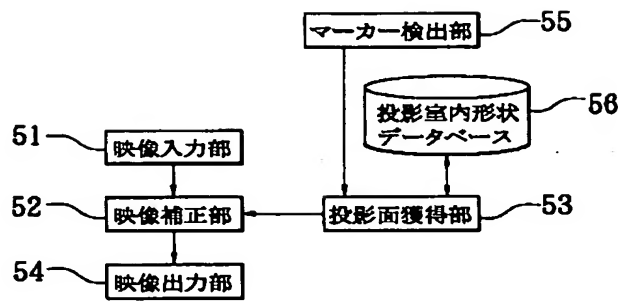 マーカー検出部
55
投影室内形状
データベース
56
51
映像入力部
52
映像補正部
投影面獲得部
53
54
映像出力部